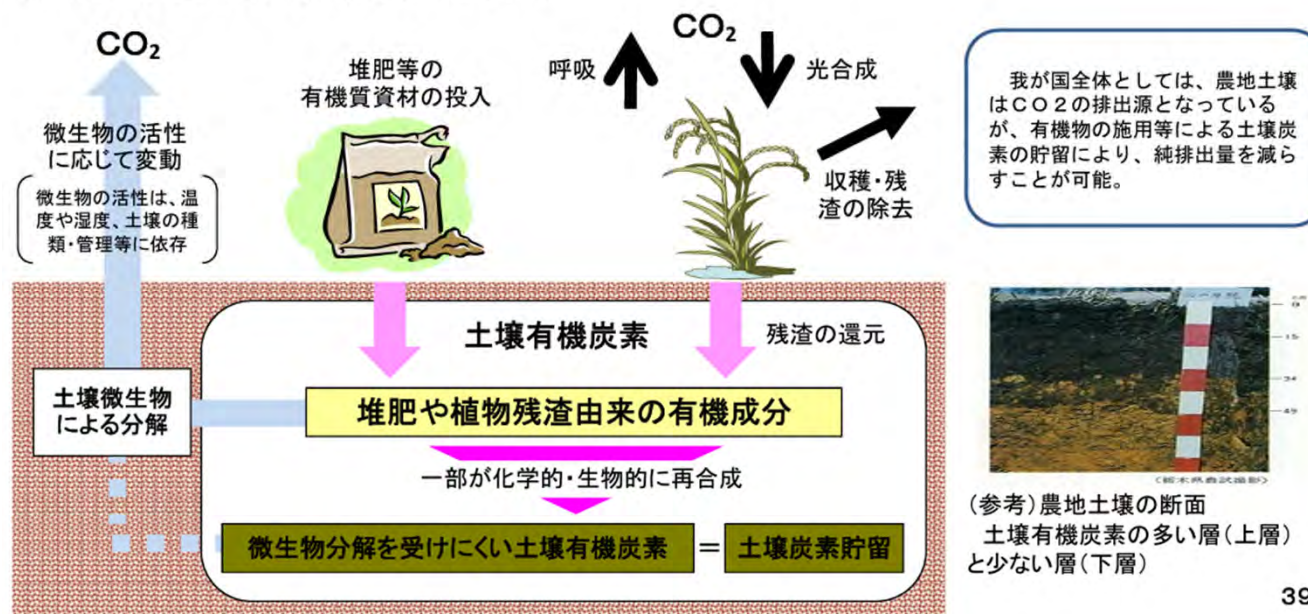 CO₂
微生物の活性
に応じて変動
微生物の活性は、温
度や湿度、土壌の種
類・管理等に依存
堆肥等の
有機質資材の投入
呼吸
CO₂
光合成
収穫・残
渣の除去
我が国全体としては、農地土壌
はCO2の排出源となっている
が、有機物の施用等による土壌炭
素の貯留により、純排出量を減ら
すことが可能。
土壌有機炭素
残渣の還元
土壌微生物
による分解
堆肥や植物残渣由来の有機成分
一部が化学的・生物的に再合成
微生物分解を受けにくい土壌有機炭素
=
土壌炭素貯留
0
15
34
49
(栃木県農試撮影)
(参考)農地土壌の断面
土壌有機炭素の多い層(上層)
と少ない層(下層)
39